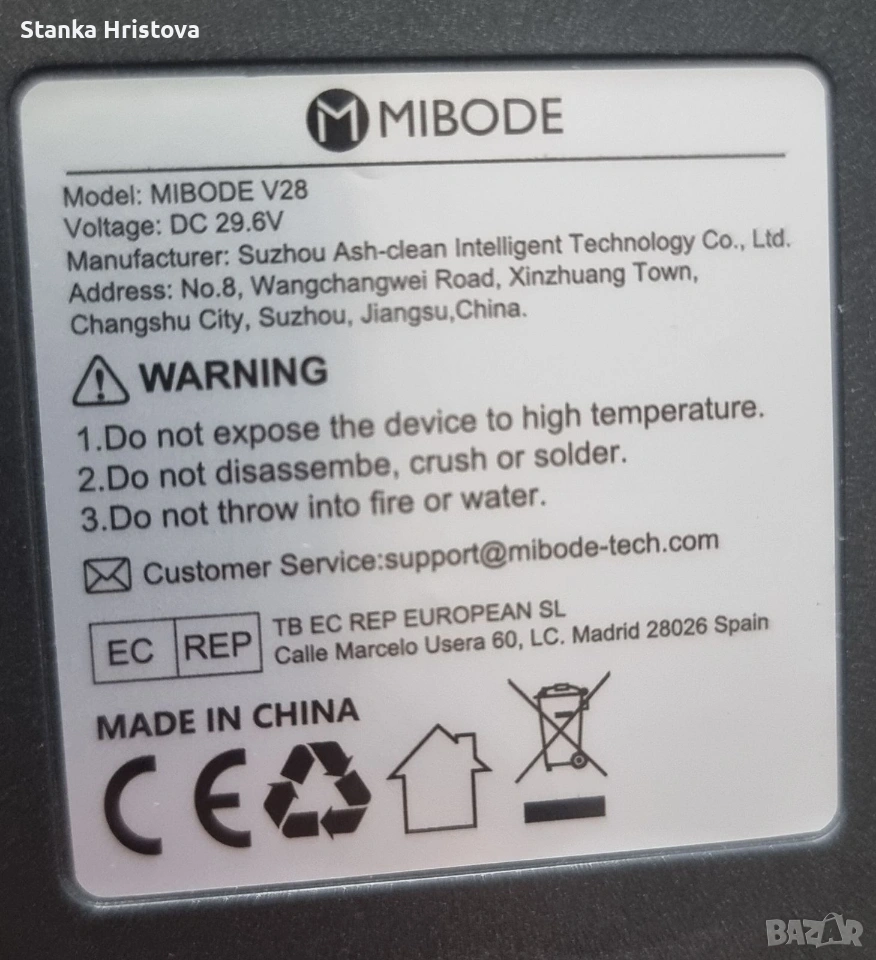 Stanka Hristova
M MIBODE
Model: MIBODE V28
Voltage: DC 29.6V
Manufacturer: Suzhou Ash-clean Intelligent Technology Co., Ltd.
Address: No.8, Wangchangwei Road, Xinzhuang Town,
Changshu City, Suzhou, Jiangsu,China.
WARNING
1.Do not expose the device to high temperature.
2.Do not disassembe, crush or solder.
3.Do not throw into fire or water.
Customer Service:support@mibode-tech.com
EC REP
TB EC REP EUROPEAN SL
Calle Marcelo Usera 60, LC. Madrid 28026 Spain
MADE IN CHINA
CE
BAZAR